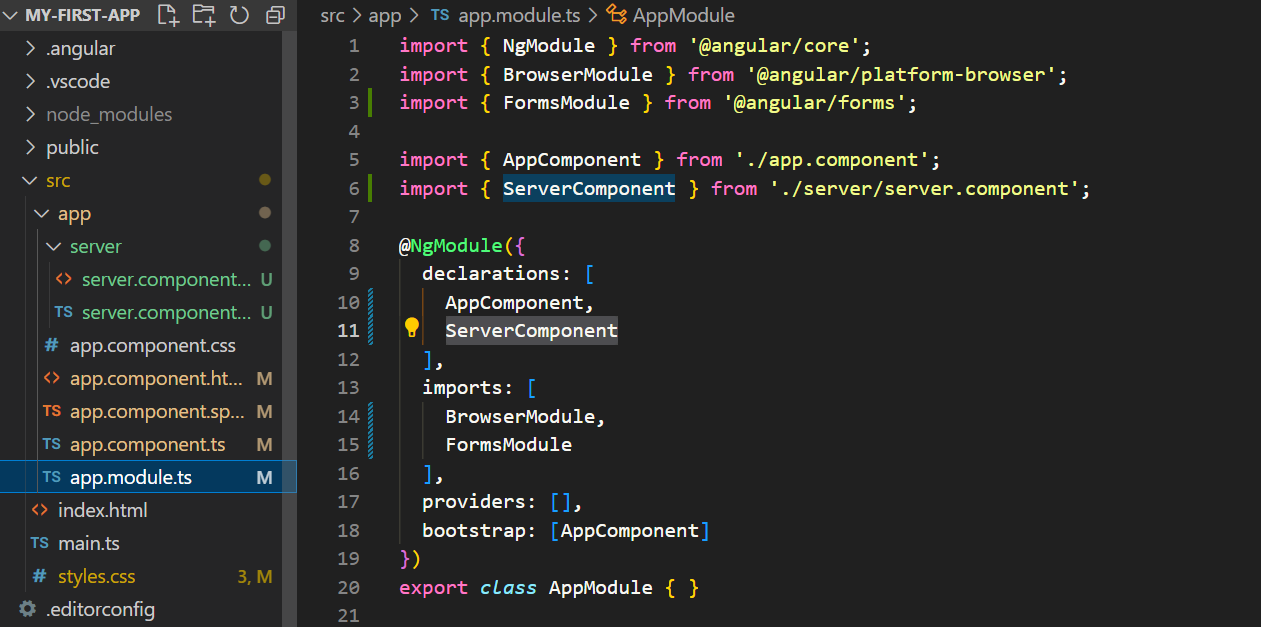 MY-FIRST-APP
.angular
.vscode
node_modules
public
src
app
server
server.component... U
server.component... U
# app.component.css
<> app.component.ht... M
TS app.component.sp... M
TS app.component.ts M
TS app.module.ts M
<> index.html
TS main.ts
# styles.css 3, M
.editorconfig
src > app > TS app.module.ts > AppModule
1 import { NgModule } from '@angular/core';
2 import { BrowserModule } from '@angular/platform-browser';
3 import { FormsModule } from '@angular/forms';
4
5 import { AppComponent } from './app.component';
6 import { ServerComponent } from './server/server.component';
7
8 @NgModule({
9 declarations: [
10 AppComponent,
11 ServerComponent
12 ],
13 imports: [
14 BrowserModule,
15 FormsModule
16 ],
17 providers: [],
18 bootstrap: [AppComponent]
19 })
20 export class AppModule { }
21